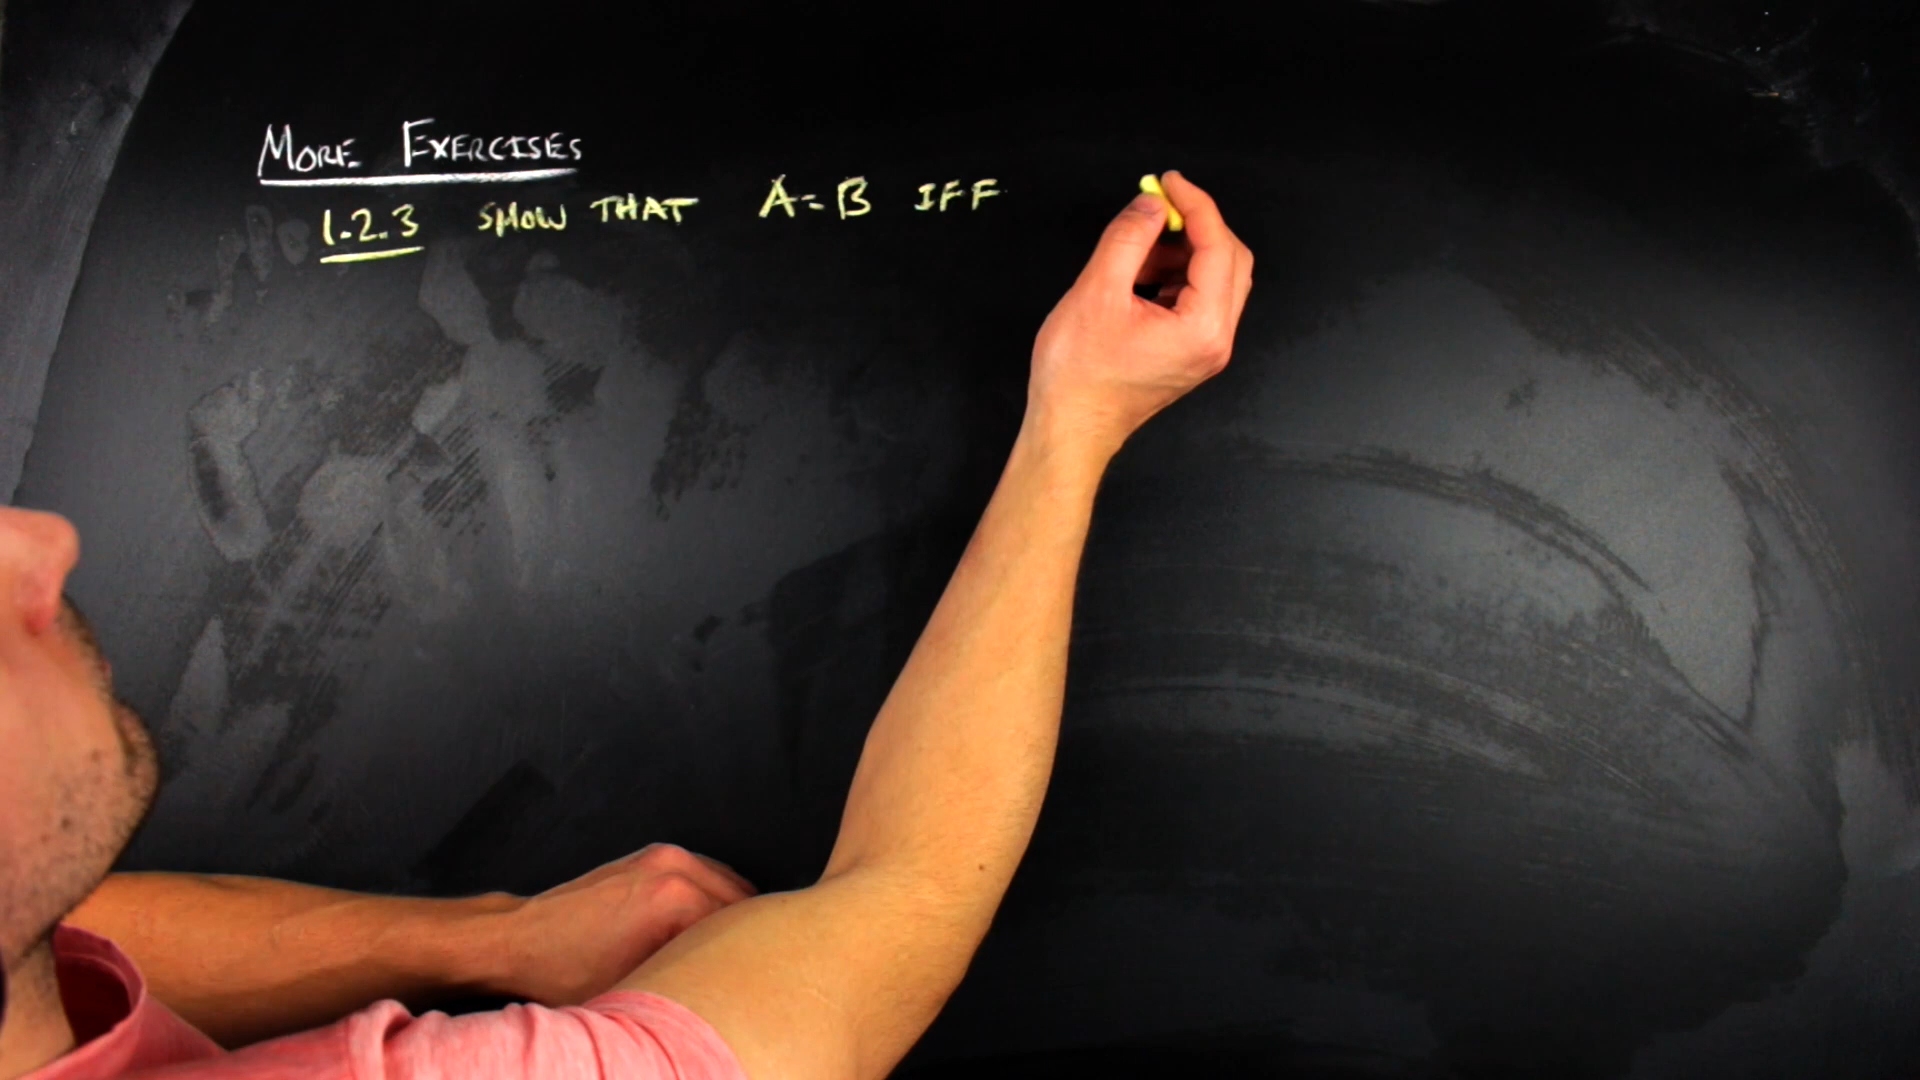 MORE EXERCISES
1.2.3 SHOW THAT A=B IFF